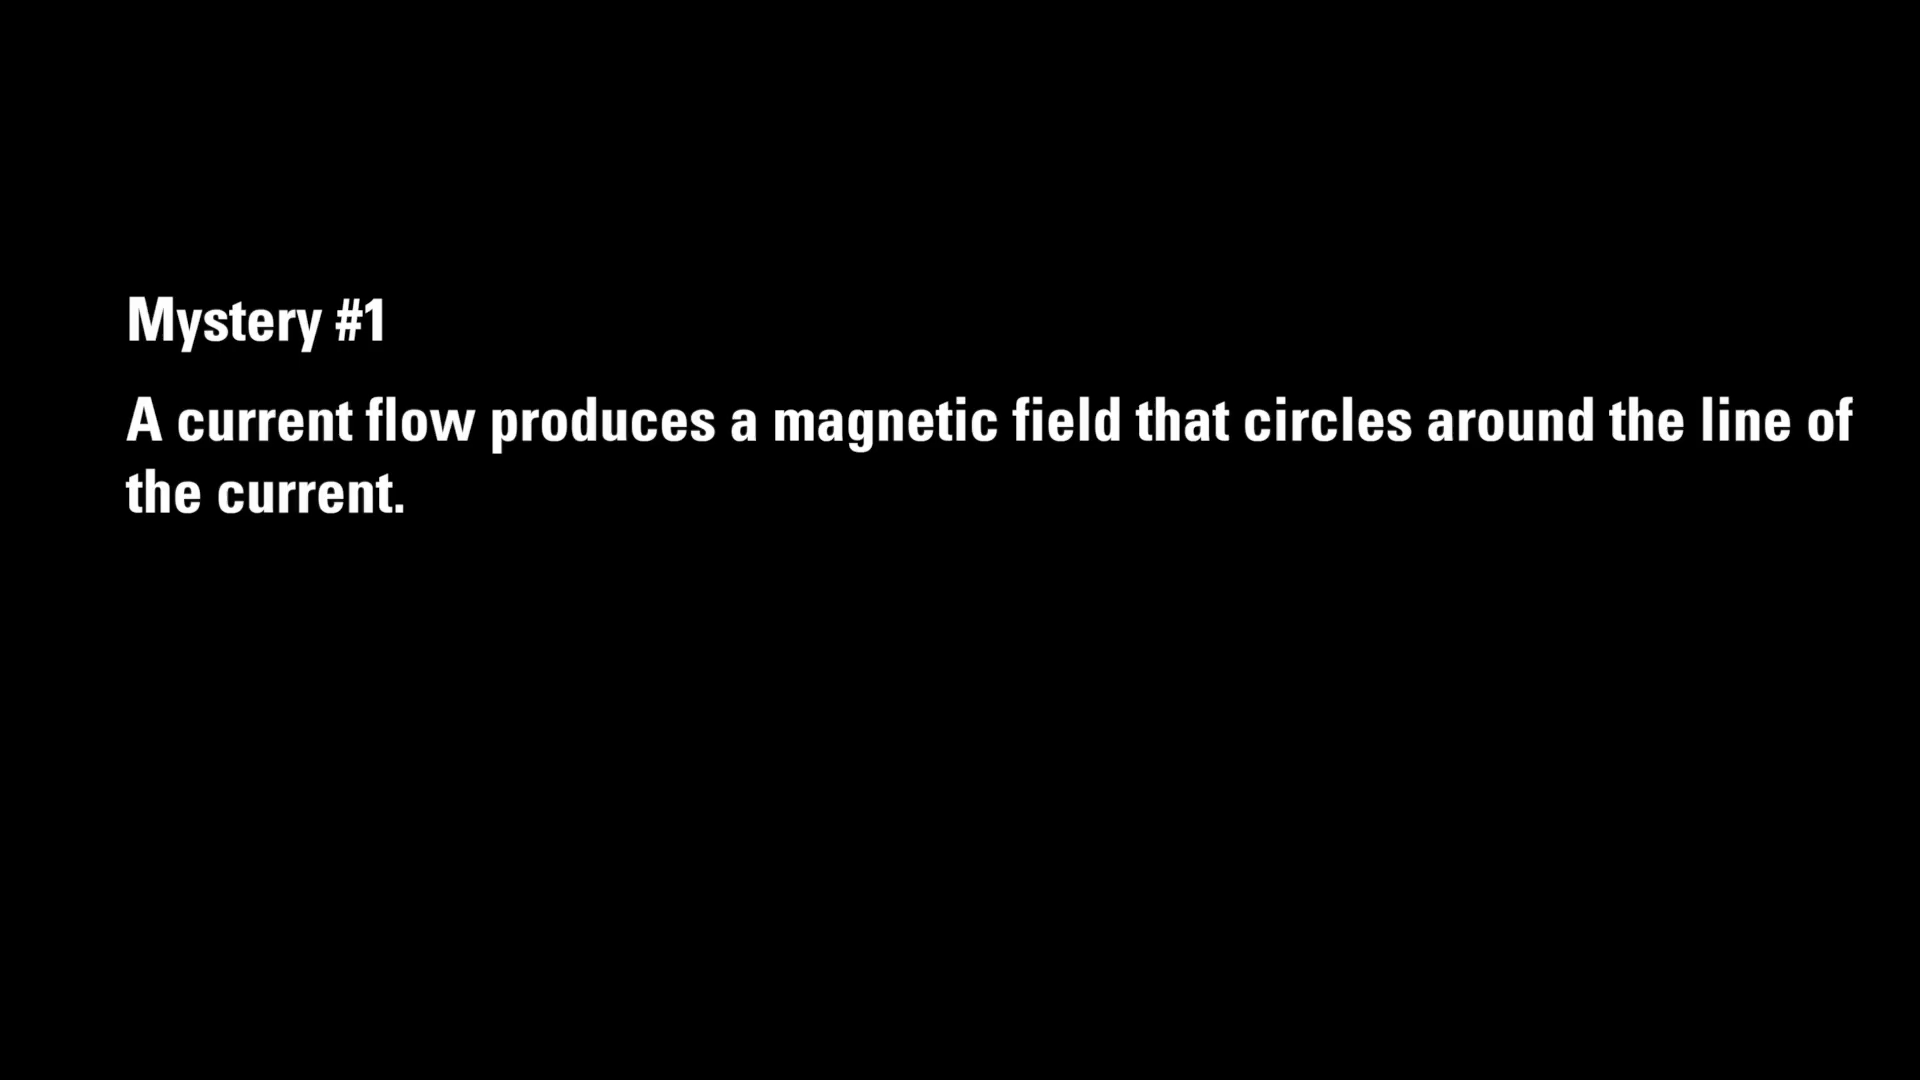 Mystery #1
A current flow produces a magnetic field that circles around the line of
the current.